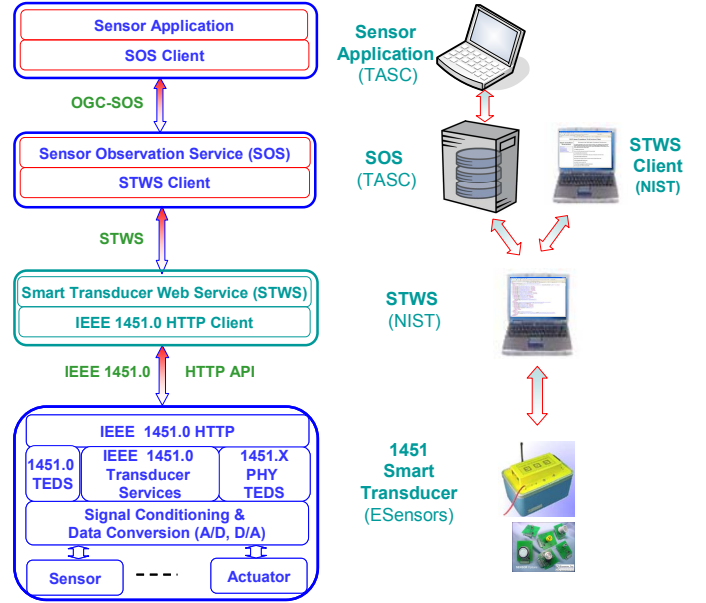 Sensor Application
SOS Client
OGC-SOS
Sensor Observation Service (SOS)
STWS Client
STWS
Smart Transducer Web Service (STWS)
IEEE 1451.0 HTTP Client
IEEE 1451.0 HTTP API
IEEE 1451.0 HTTP
1451.0
TEDS
IEEE 1451.0
Transducer
Services
1451.X
PHY
TEDS
Signal Conditioning &
Data Conversion (A/D, D/A)
Sensor
Actuator
Sensor
Application
(TASC)
SOS
(TASC)
STWS
Client
(NIST)
STWS
(NIST)
1451
Smart
Transducer
(ESensors)